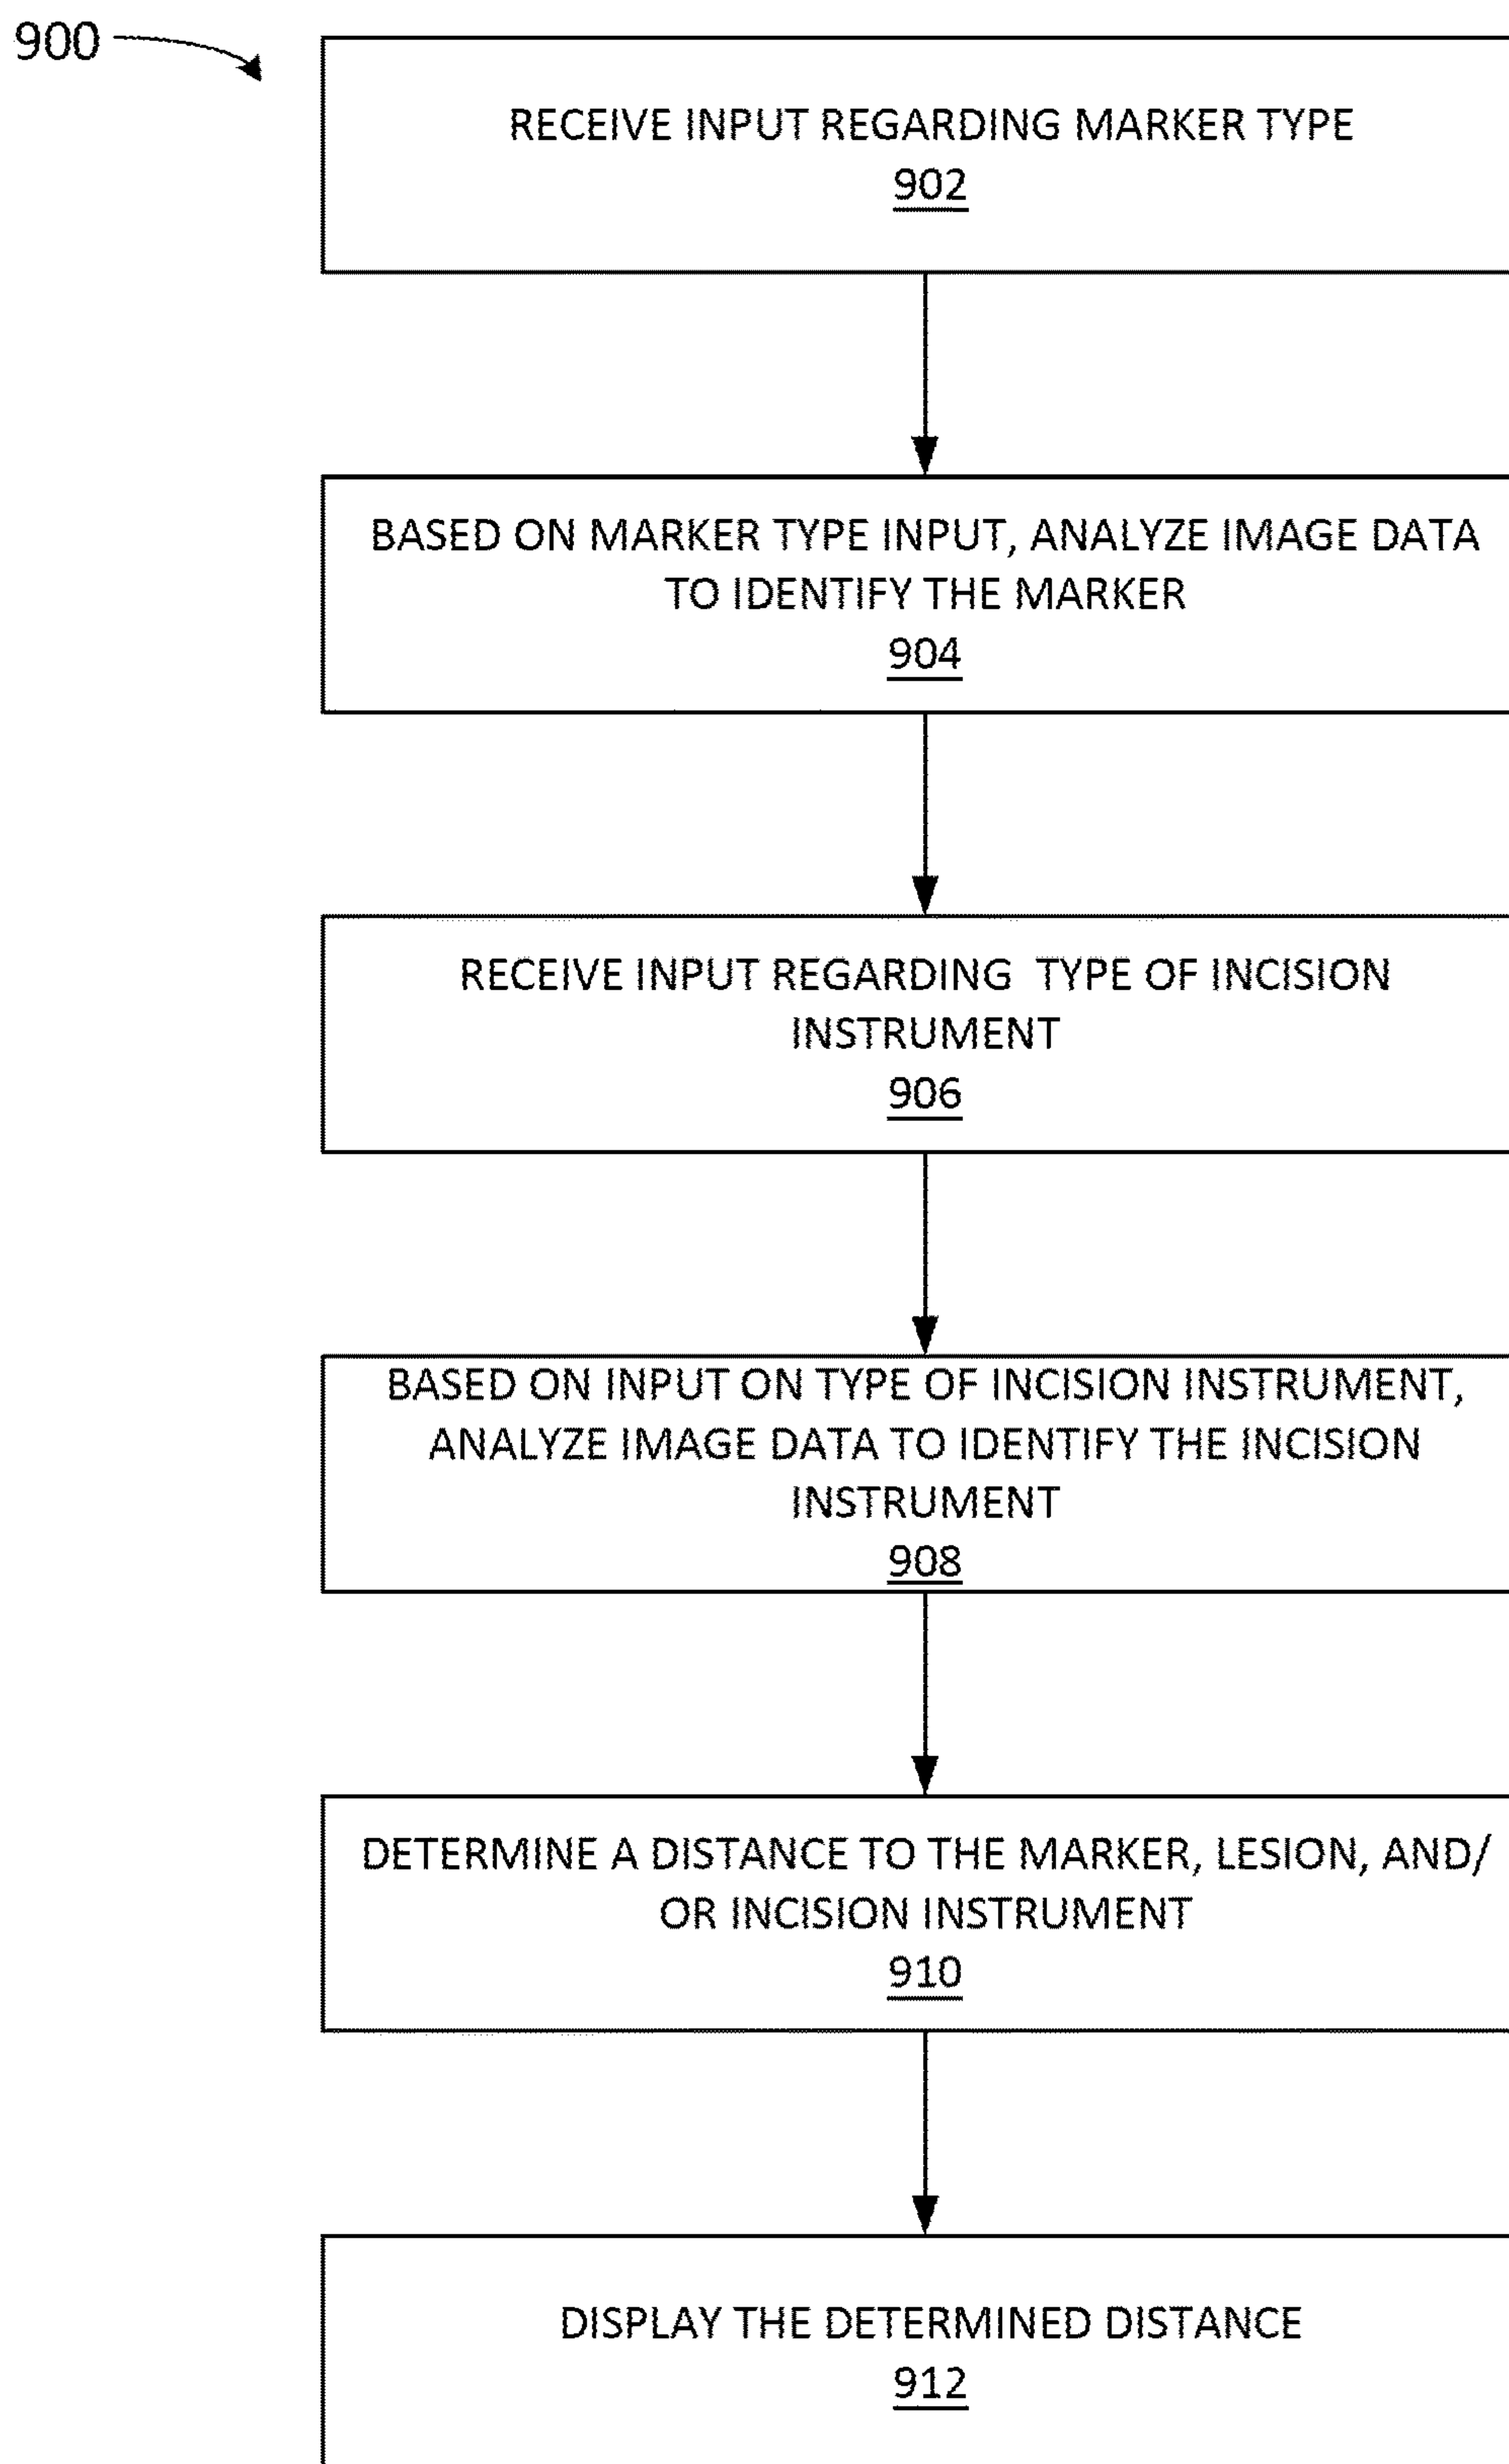 900
RECEIVE INPUT REGARDING MARKER TYPE
902
BASED ON MARKER TYPE INPUT, ANALYZE IMAGE DATA
TO IDENTIFY THE MARKER
904
RECEIVE INPUT REGARDING  TYPE OF INCISION
INSTRUMENT
906
BASED ON INPUT ON TYPE OF INCISION INSTRUMENT,
ANALYZE IMAGE DATA TO IDENTIFY THE INCISION
INSTRUMENT
908
DETERMINE A DISTANCE TO THE MARKER, LESION, AND/
OR INCISION INSTRUMENT
910
DISPLAY THE DETERMINED DISTANCE
912